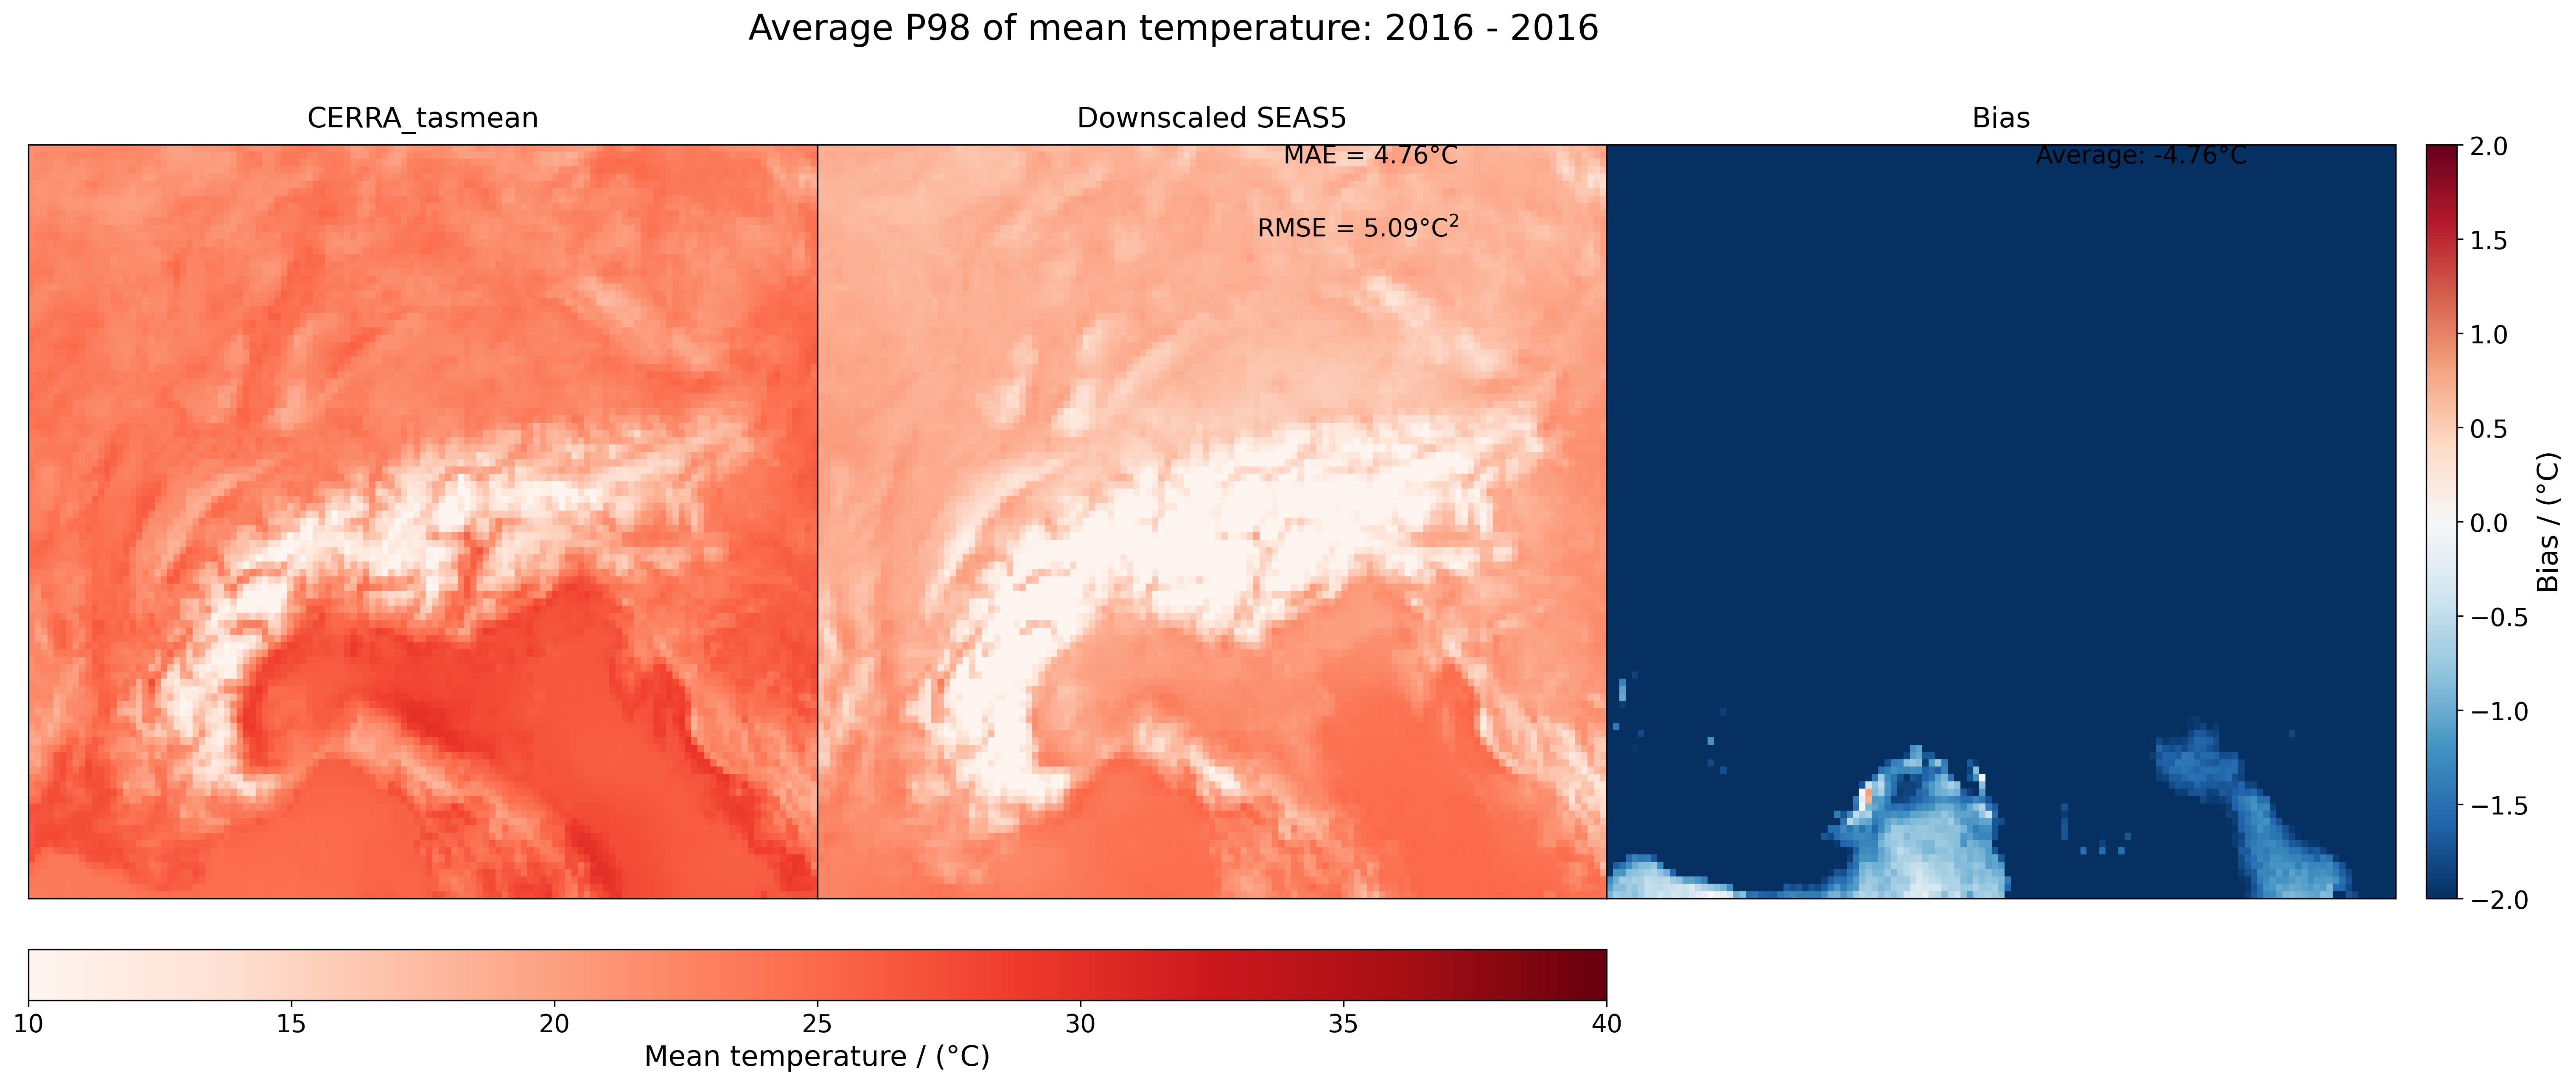 Average P98 of mean temperature: 2016 - 2016
CERRA_tasmean
Downscaled SEAS5
Bias
MAE = 4.76°C
RMSE = 5.09°C²
Average: -4.76°C
2.0
1.5
1.0
0.5
0.0
−0.5
−1.0
−1.5
−2.0
Bias / (°C)
10 15 20 25 30 35 40
Mean temperature / (°C)